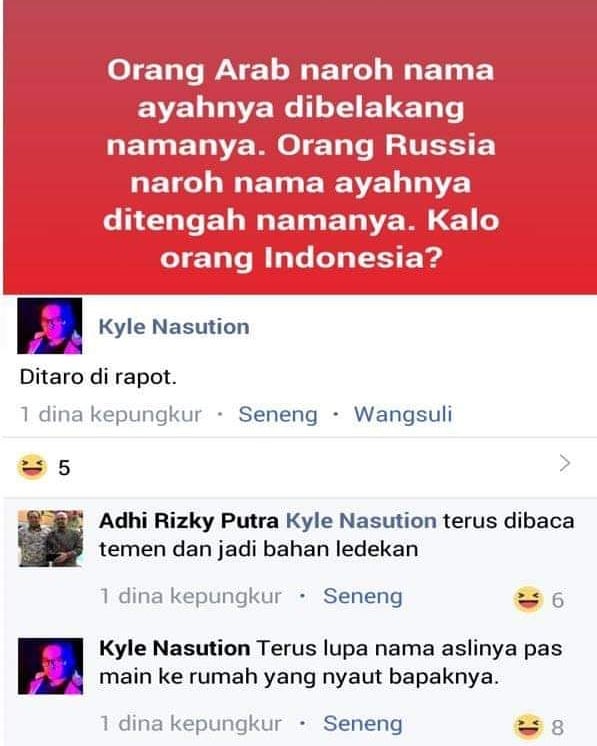 Orang Arab naroh nama
ayahnya dibelakang
namanya. Orang Russia
naroh nama ayahnya
ditengah namanya. Kalo
orang Indonesia?
Kyle Nasution
Ditaro di rapot.
1 dina kepungkur · Seneng · Wangsuli
5
Adhi Rizky Putra Kyle Nasution terus dibaca
temen dan jadi bahan ledekan
1 dina kepungkur · Seneng 6
Kyle Nasution Terus lupa nama aslinya pas
main ke rumah yang nyaut bapaknya.
1 dina kepungkur · Seneng 8